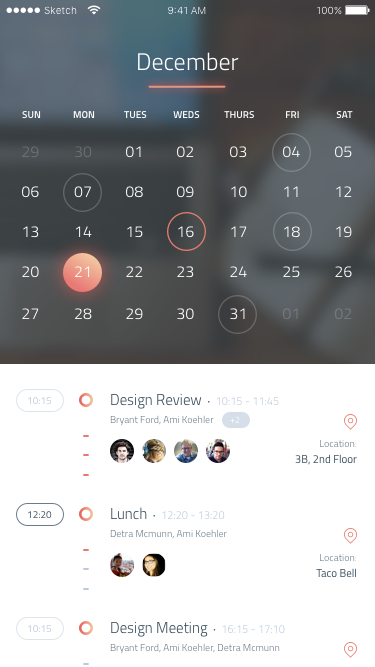 Sketch 9:41 AM 100%
December
SUN MON TUES WEDS THURS FRI SAT
29 30 01 02 03 04 05
06 07 08 09 10 11 12
13 14 15 16 17 18 19
20 21 22 23 24 25 26
27 28 29 30 31 01 02
10:15 Design Review · 10:15 - 11:45
Bryant Ford, Ami Koehler +2
Location:
3B, 2nd Floor
12:20 Lunch · 12:20 - 13:20
Detra Mcmunn, Ami Koehler
Location:
Taco Bell
10:15 Design Meeting · 16:15 - 17:10
Bryant Ford, Ami Koehler, Detra Mcmunn